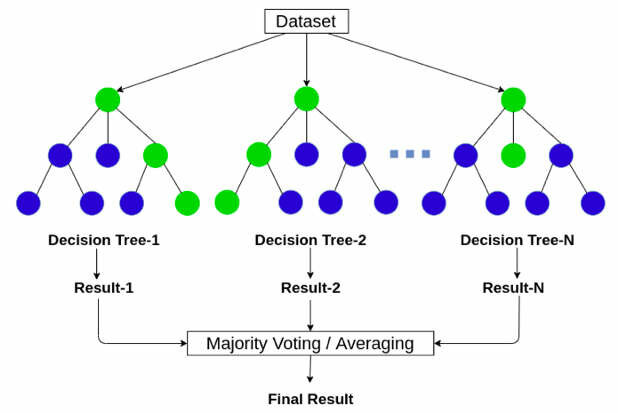 Dataset
Decision Tree-1
Decision Tree-2
Decision Tree-N
Result-1
Result-2
Result-N
Majority Voting / Averaging
Final Result